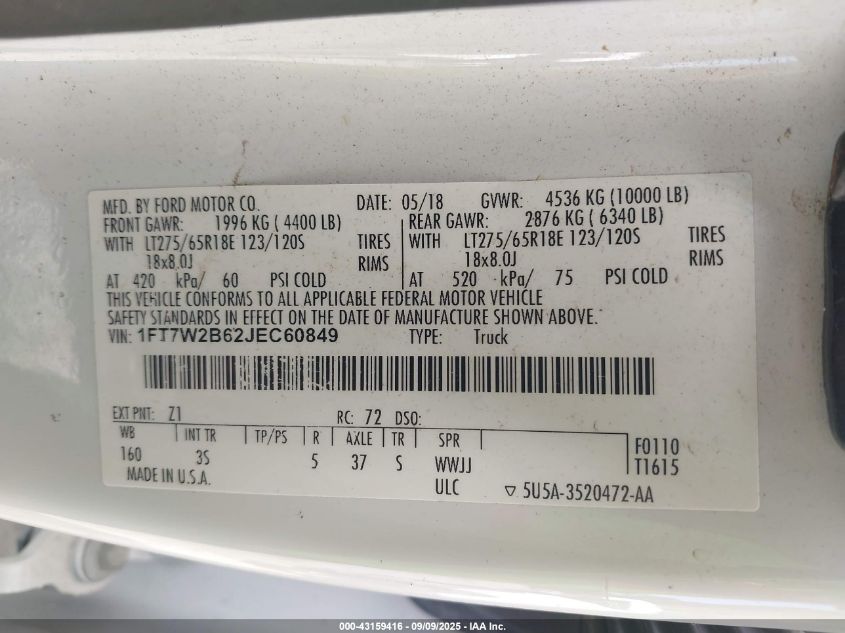 MFD. BY FORD MOTOR CO. DATE: 05/18 GVWR: 4536 KG (10000 LB)
FRONT GAWR: 1996 KG ( 4400 LB) REAR GAWR: 2876 KG ( 6340 LB)
WITH LT275/65R18E 123/120S TIRES WITH LT275/65R18E 123/120S TIRES
18x8.0J RIMS 18x8.0J RIMS
AT 420 kPa/ 60 PSI COLD AT 520 kPa/ 75 PSI COLD
THIS VEHICLE CONFORMS TO ALL APPLICABLE FEDERAL MOTOR VEHICLE
SAFETY STANDARDS IN EFFECT ON THE DATE OF MANUFACTURE SHOWN ABOVE.
VIN: 1FT7W2B62JEC60849 TYPE: Truck
EXT PNT: Z1 RC: 72 DSO:
WB INT TR TP/PS R AXLE TR SPR F0110
160 3S 5 37 S WWJJ T1615
MADE IN U.S.A. ULC ▽ 5U5A-3520472-AA
000-43159416 - 09/09/2025 - IAA Inc.